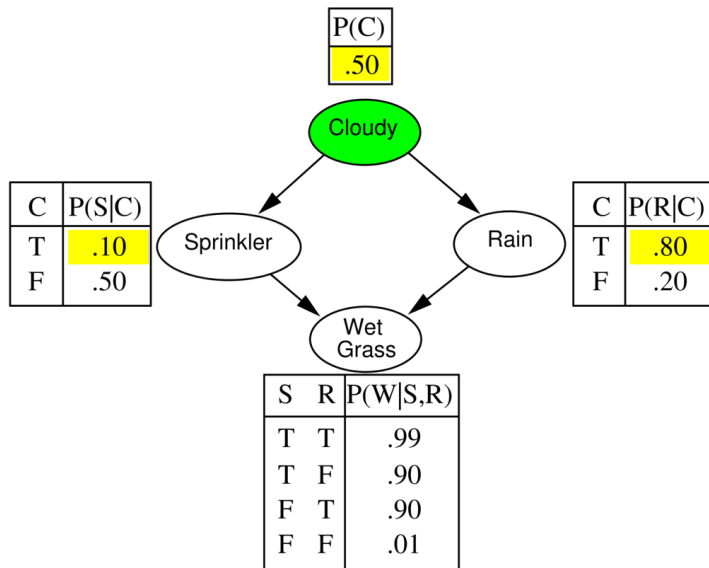 P(C)
.50
Cloudy
C P(S|C)
T .10
F .50
Sprinkler
Rain
C P(R|C)
T .80
F .20
Wet
Grass
S R P(W|S,R)
T T .99
T F .90
F T .90
F F .01